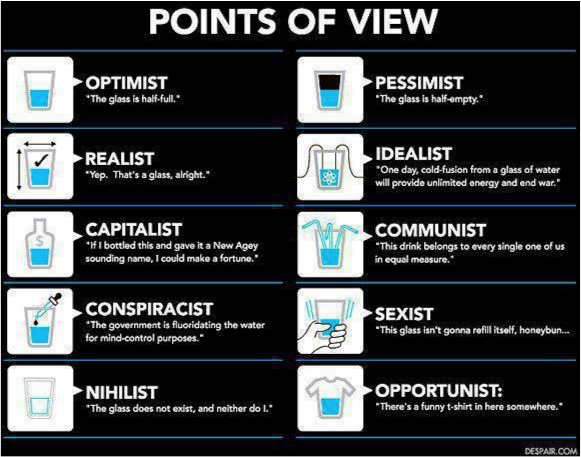 POINTS OF VIEW
OPTIMIST
"The glass is half-full."
PESSIMIST
"The glass is half-empty."
REALIST
"Yep. That's a glass, alright."
IDEALIST
"One day, cold-fusion from a glass of water
will provide unlimited energy and end war."
$
CAPITALIST
"If I bottled this and gave it a New Agey
sounding name, I could make a fortune."
COMMUNIST
"This drink belongs to every single one of us
in equal measure."
CONSPIRACIST
"The government is fluoridating the water
for mind-control purposes."
SEXIST
"This glass isn't gonna refill itself, honeybun...
NIHILIST
"The glass does not exist, and neither do I."
OPPORTUNIST:
"There's a funny t-shirt in here somewhere."
DESPAIR.COM